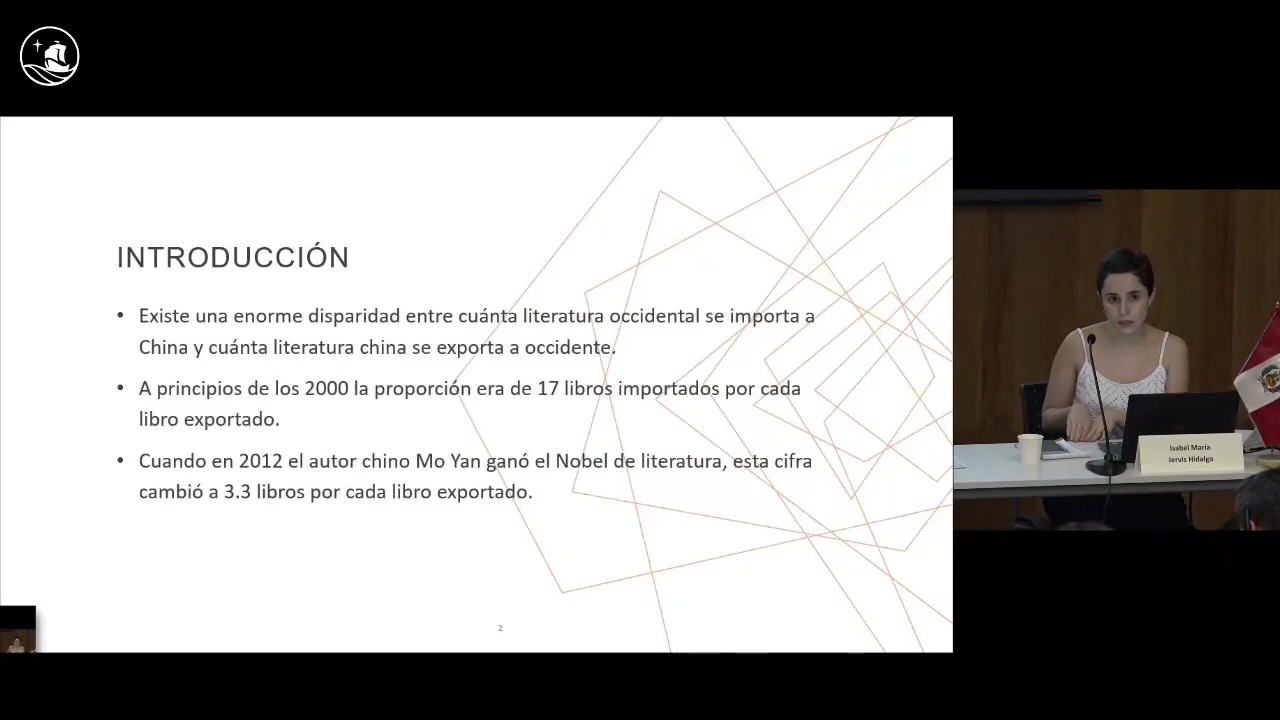 INTRODUCCIÓN
• Existe una enorme disparidad entre cuánta literatura occidental se importa a
China y cuánta literatura china se exporta a occidente.
• A principios de los 2000 la proporción era de 17 libros importados por cada
libro exportado.
• Cuando en 2012 el autor chino Mo Yan ganó el Nobel de literatura, esta cifra
cambió a 3.3 libros por cada libro exportado.
2
Isabel María
Jervis Hidalgo